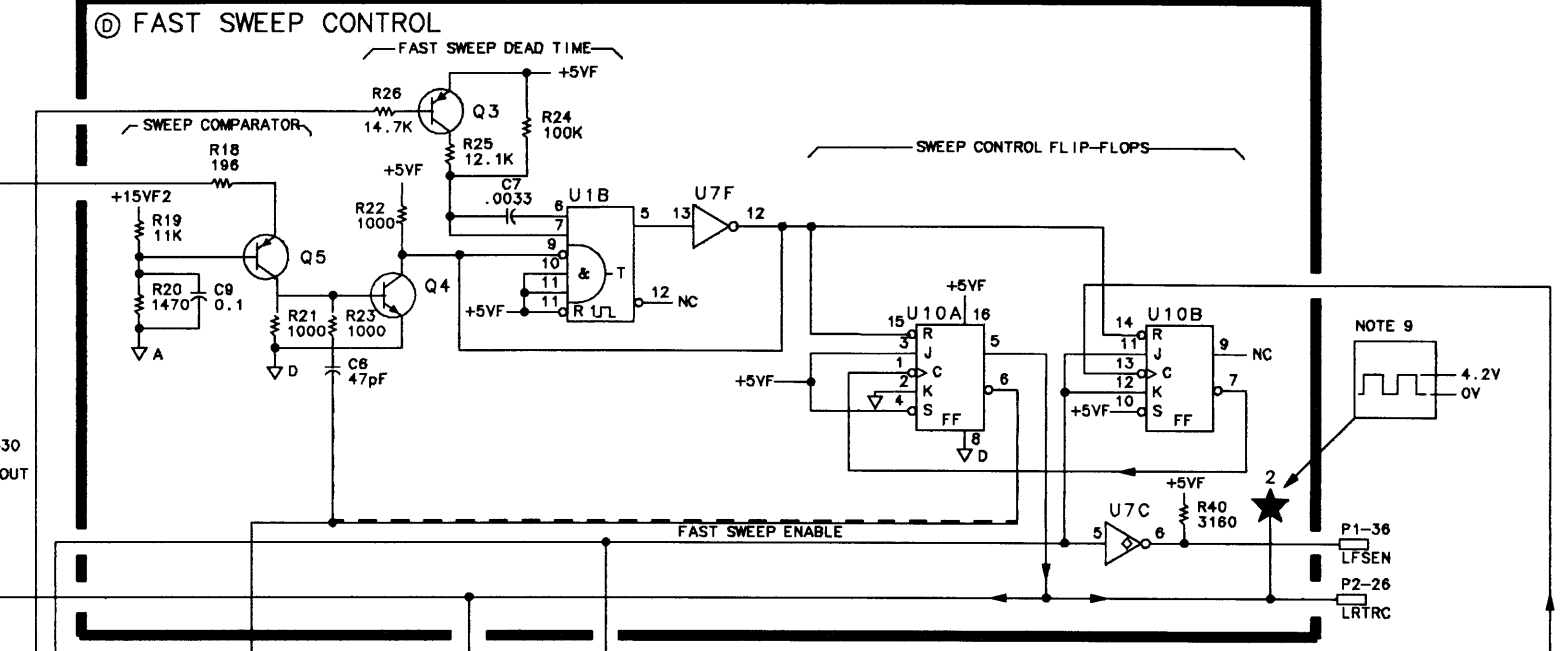 D FAST SWEEP CONTROL
FAST SWEEP DEAD TIME
+5VF
R26
14.7K
Q3
R24
100K
SWEEP COMPARATOR
R18
196
R25
12.1K
+5VF
SWEEP CONTROL FLIP-FLOPS
+15VF2
R19
11K
R22
1000
C7
.0033
U1B
U7F
6
7
5
13
12
9
10
11
11
&
T
R
12
NC
+5VF
Q5
Q4
R20
1470
C9
0.1
R21
1000
R23
1000
A
D
C6
47pF
+5VF
U10A
16
15
R
3
J
1
C
2
K
4
S
FF
5
6
8
D
+5VF
U10B
14
R
11
J
13
C
12
K
10
S
FF
9
NC
7
+5VF
NOTE 9
4.2V
0V
30
OUT
2
+5VF
R40
3160
U7C
5
6
FAST SWEEP ENABLE
P1-36
LFSEN
P2-26
LRTRC